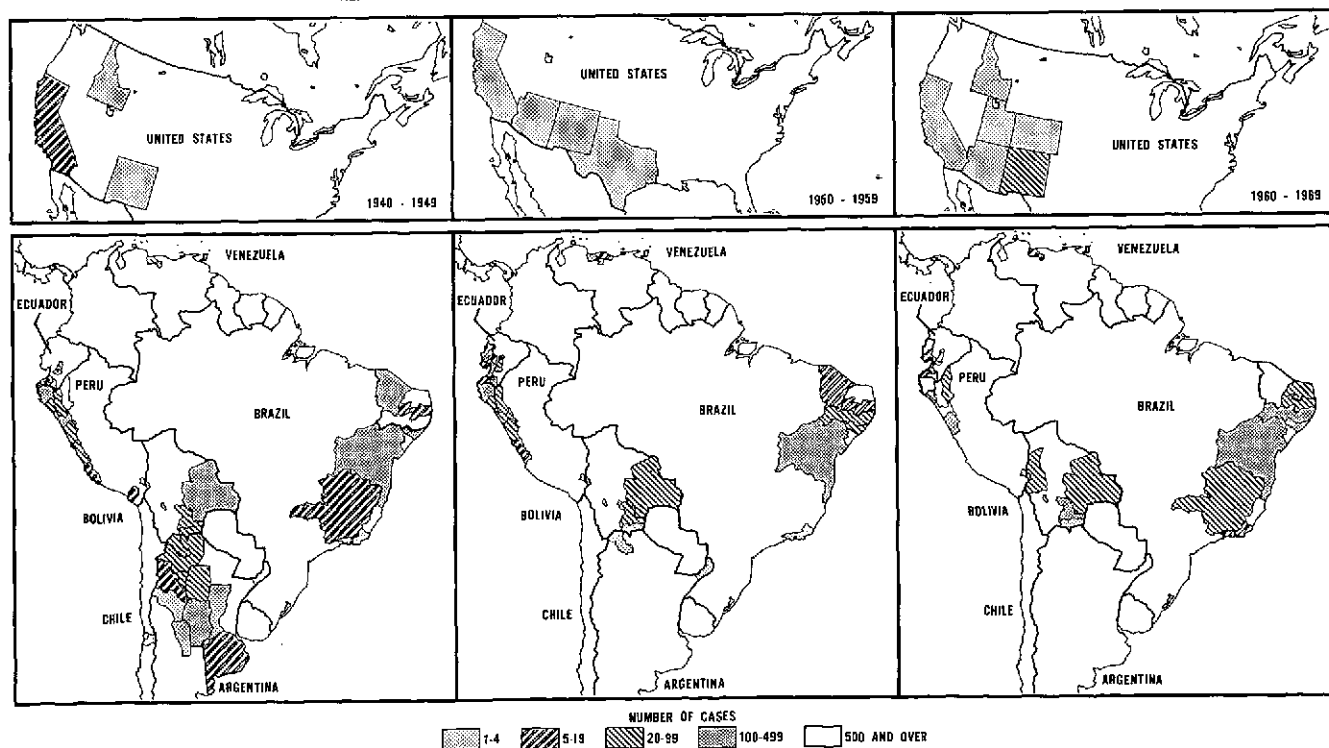 UNITED STATES
1940 - 1949
UNITED STATES
1950 - 1959
UNITED STATES
1960 - 1969
VENEZUELA
ECUADOR
PERU
BRAZIL
BOLIVIA
CHILE
ARGENTINA
VENEZUELA
ECUADOR
PERU
BRAZIL
BOLIVIA
CHILE
ARGENTINA
VENEZUELA
ECUADOR
PERU
BRAZIL
BOLIVIA
CHILE
ARGENTINA
NUMBER OF CASES
1-4 5-19 20-99 100-499 500 AND OVER